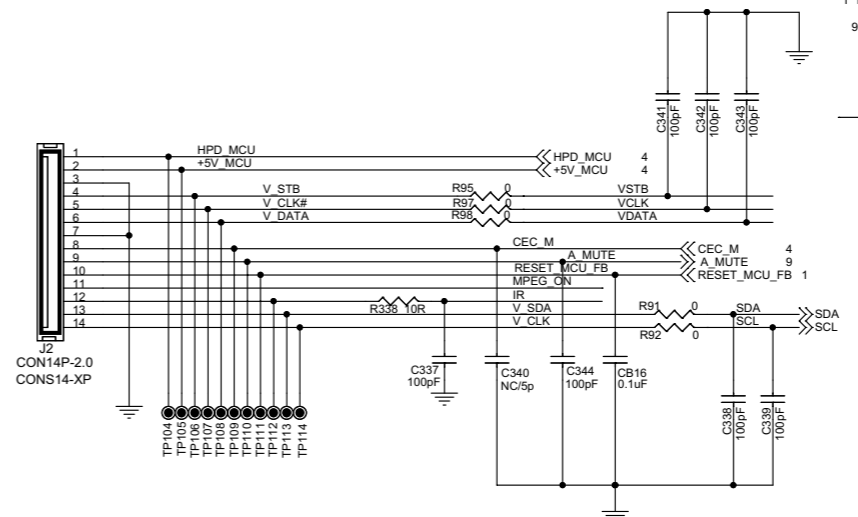 9
C341
100pF
C342
100pF
C343
100pF
1 HPD_MCU HPD_MCU 4
2 +5V_MCU +5V_MCU 4
3
4 V_STB R95 0 VSTB
5 V_CLK# R97 0 VCLK
6 V_DATA R98 0 VDATA
7
8 CEC_M CEC_M 4
9 A_MUTE A_MUTE 9
10 RESET_MCU_FB RESET_MCU_FB 1
11 MPEG_ON
12 R338 10R IR
13 V_SDA R91 0 SDA SDA
14 V_CLK R92 0 SCL SCL
J2
CON14P-2.0
CONS14-XP
C337
100pF
C340
NC/5p
C344
100pF
CB16
0.1uF
C338
100pF
C339
100pF
TP104
TP105
TP106
TP107
TP108
TP109
TP110
TP111
TP112
TP113
TP114